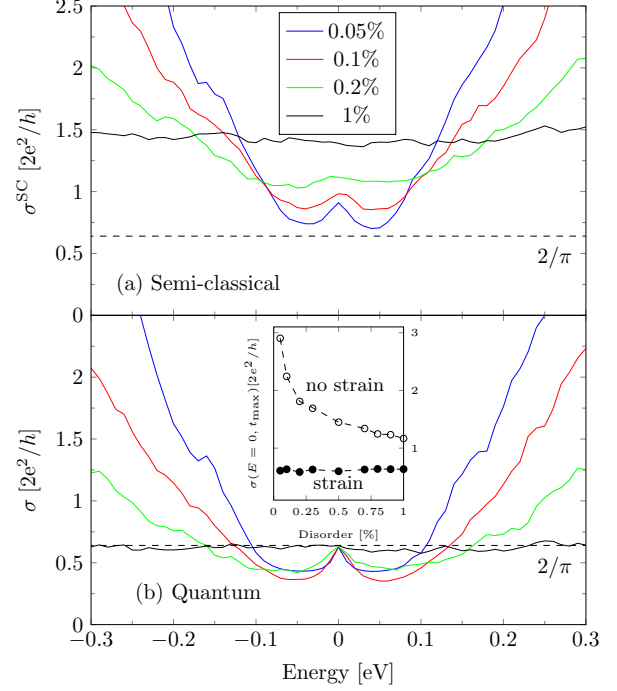 2.5
2
1.5
1
0.5
0
σ^SC [2e²/h]
0.05%
0.1%
0.2%
1%
2/π
(a) Semi-classical
2
1.5
1
0.5
0
σ [2e²/h]
σ(E = 0, t_max)[2e²/h]
3
2
1
no strain
strain
0 0.25 0.5 0.75 1
Disorder [%]
2/π
(b) Quantum
−0.3 −0.2 −0.1 0 0.1 0.2 0.3
Energy [eV]